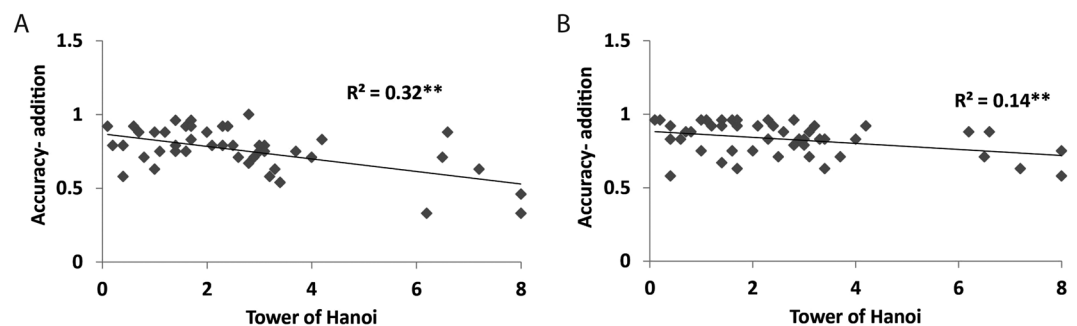 A
1.5
1
0.5
0
Accuracy- addition
R² = 0.32**
0 2 4 6 8
Tower of Hanoi
B
1.5
1
0.5
0
Accuracy- addition
R² = 0.14**
0 2 4 6 8
Tower of Hanoi